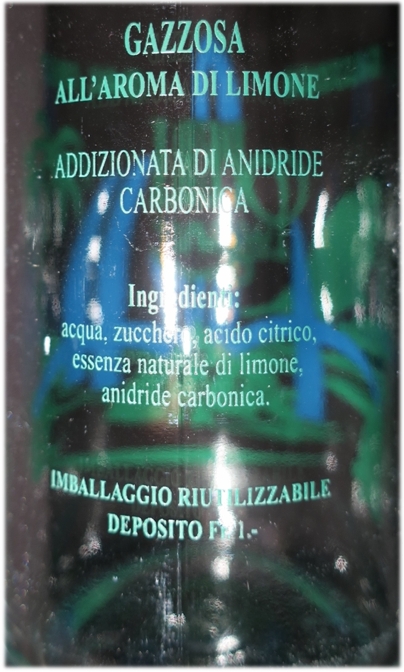 GAZZOSA
ALL'AROMA DI LIMONE
ADDIZIONATA DI ANIDRIDE
CARBONICA
Ingredienti:
acqua, zucchero, acido citrico,
essenza naturale di limone,
anidride carbonica.
IMBALLAGGIO RIUTILIZZABILE
DEPOSITO Fr. 1.-